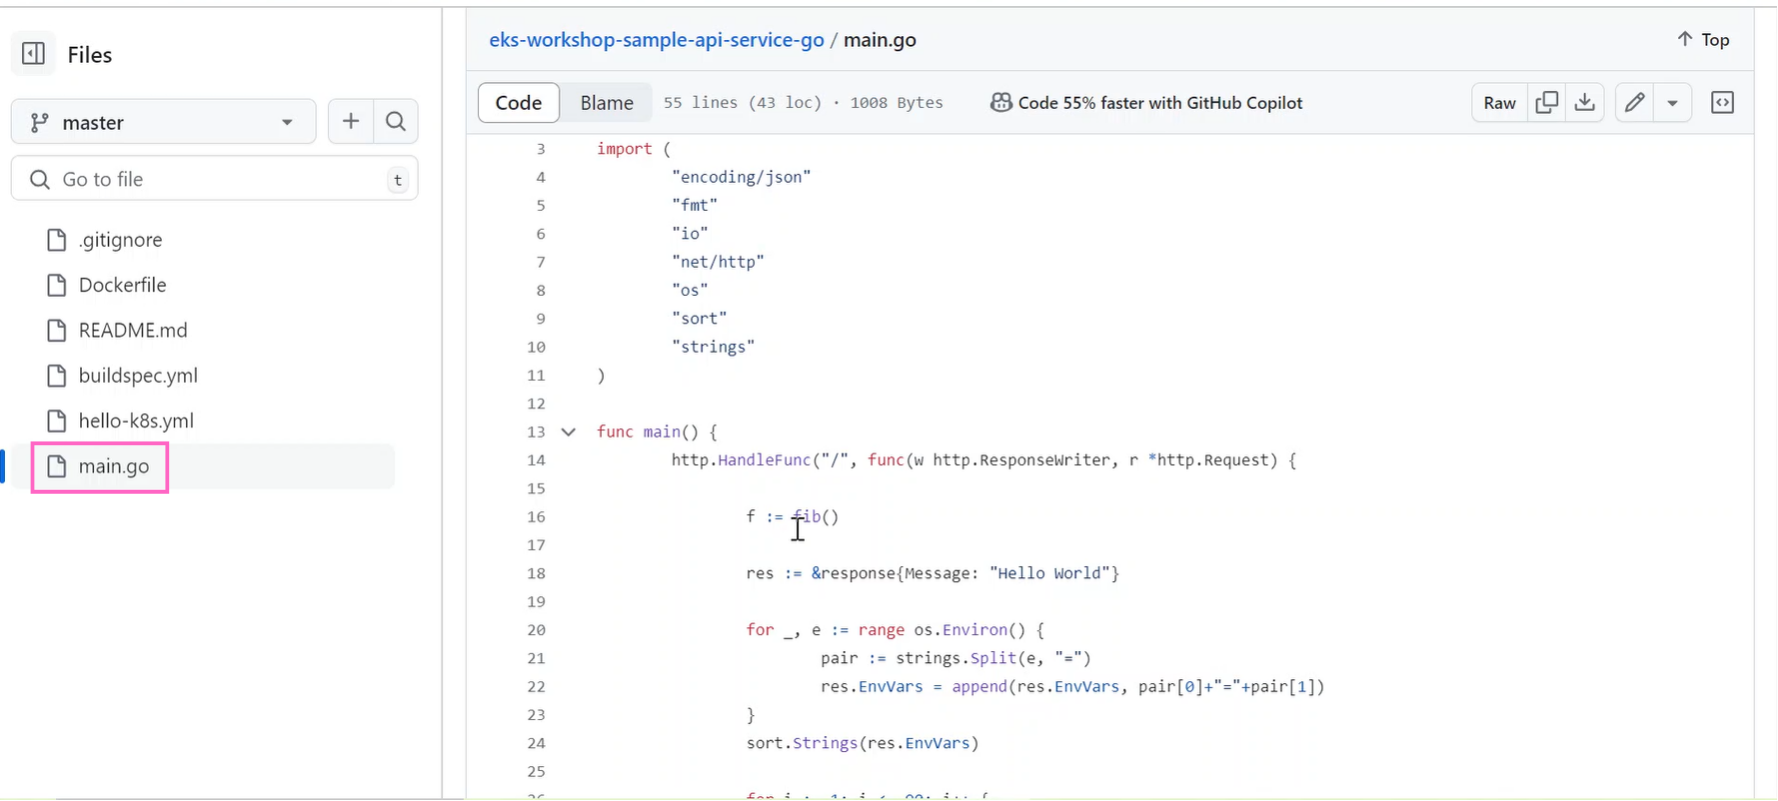 Files
master
Go to file
t
.gitignore
Dockerfile
README.md
buildspec.yml
hello-k8s.yml
main.go
eks-workshop-sample-api-service-go / main.go
Top
Code Blame 55 lines (43 loc) · 1008 Bytes Code 55% faster with GitHub Copilot Raw
3 import (
4 "encoding/json"
5 "fmt"
6 "io"
7 "net/http"
8 "os"
9 "sort"
10 "strings"
11 )
12
13 func main() {
14 http.HandleFunc("/", func(w http.ResponseWriter, r *http.Request) {
15
16 f := fib()
17
18 res := &response{Message: "Hello World"}
19
20 for _, e := range os.Environ() {
21 pair := strings.Split(e, "=")
22 res.EnvVars = append(res.EnvVars, pair[0]+"="+pair[1])
23 }
24 sort.Strings(res.EnvVars)
25